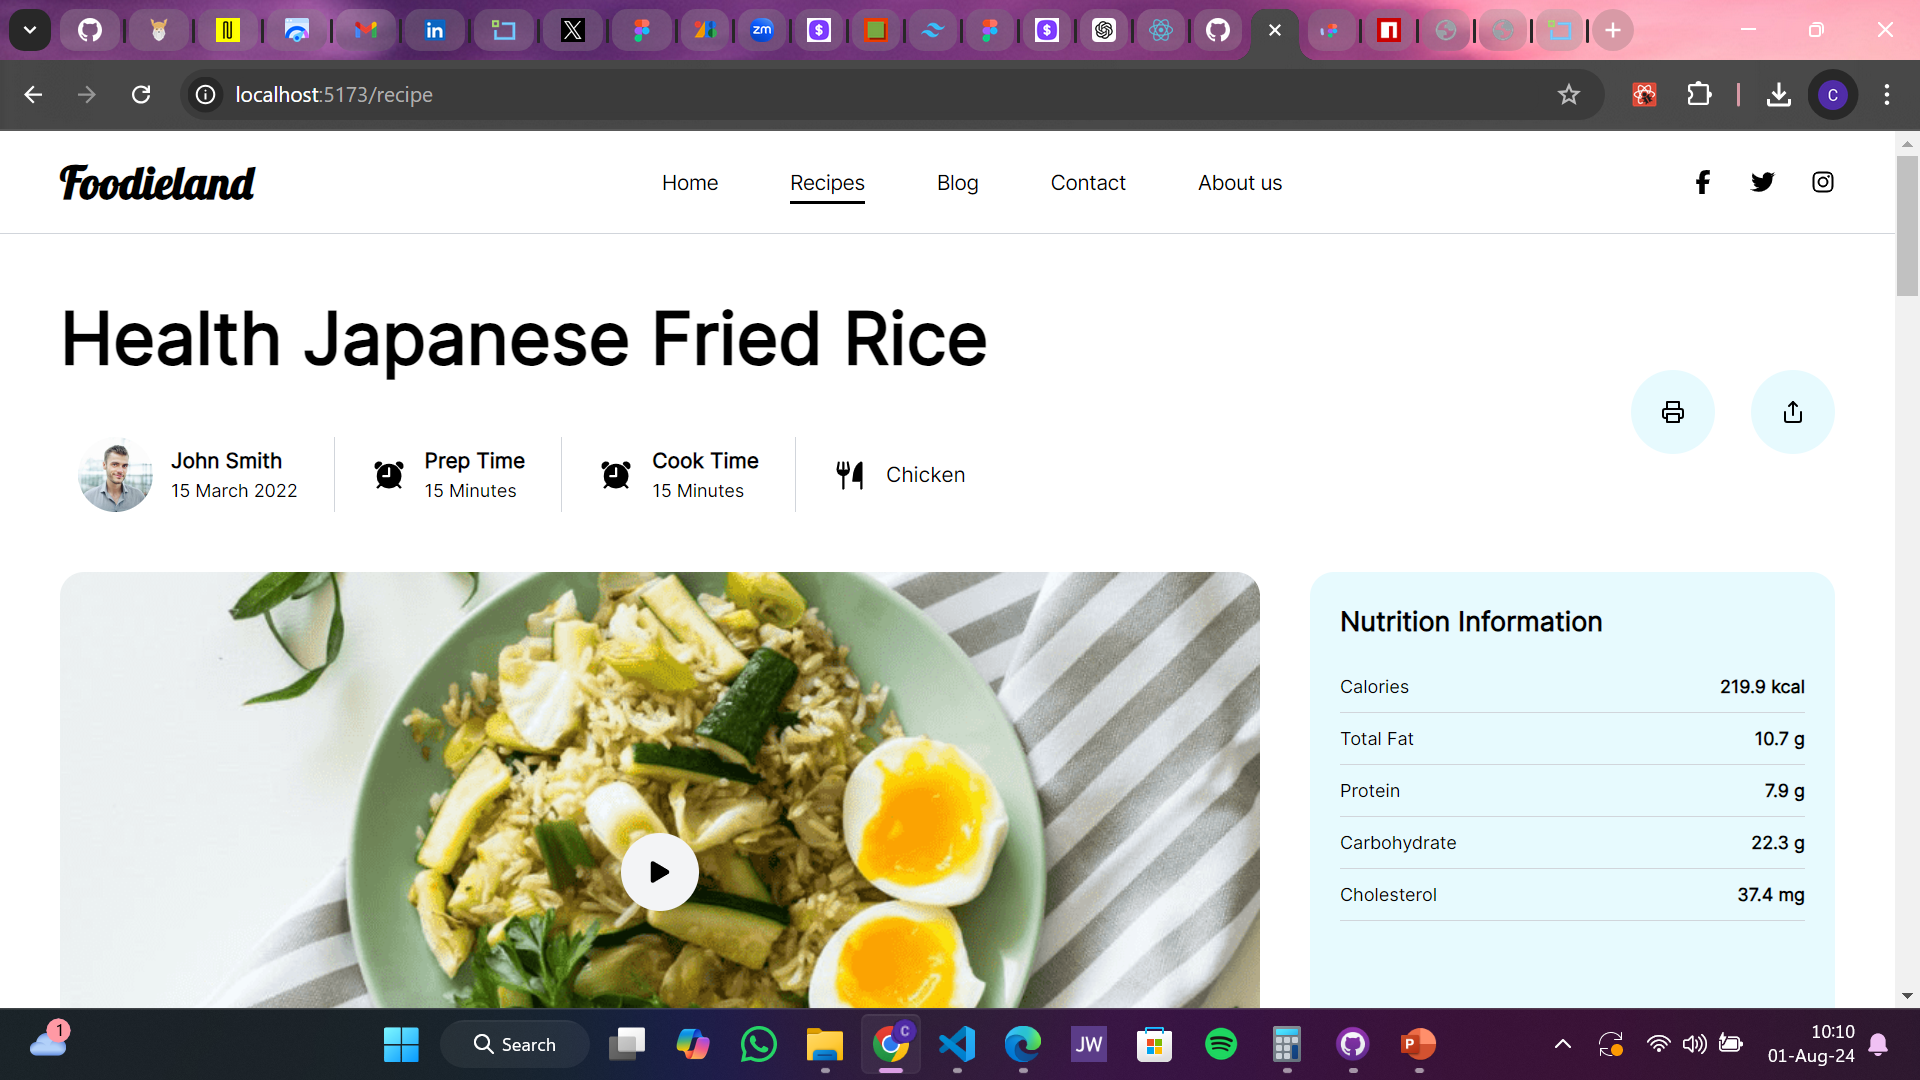 zm
localhost:5173/recipe
C
Foodieland
Home
Recipes
Blog
Contact
About us
Health Japanese Fried Rice
John Smith
15 March 2022
Prep Time
15 Minutes
Cook Time
15 Minutes
Chicken
Nutrition Information
Calories 219.9 kcal
Total Fat 10.7 g
Protein 7.9 g
Carbohydrate 22.3 g
Cholesterol 37.4 mg
1
Search
C
JW
P
10:10
01-Aug-24